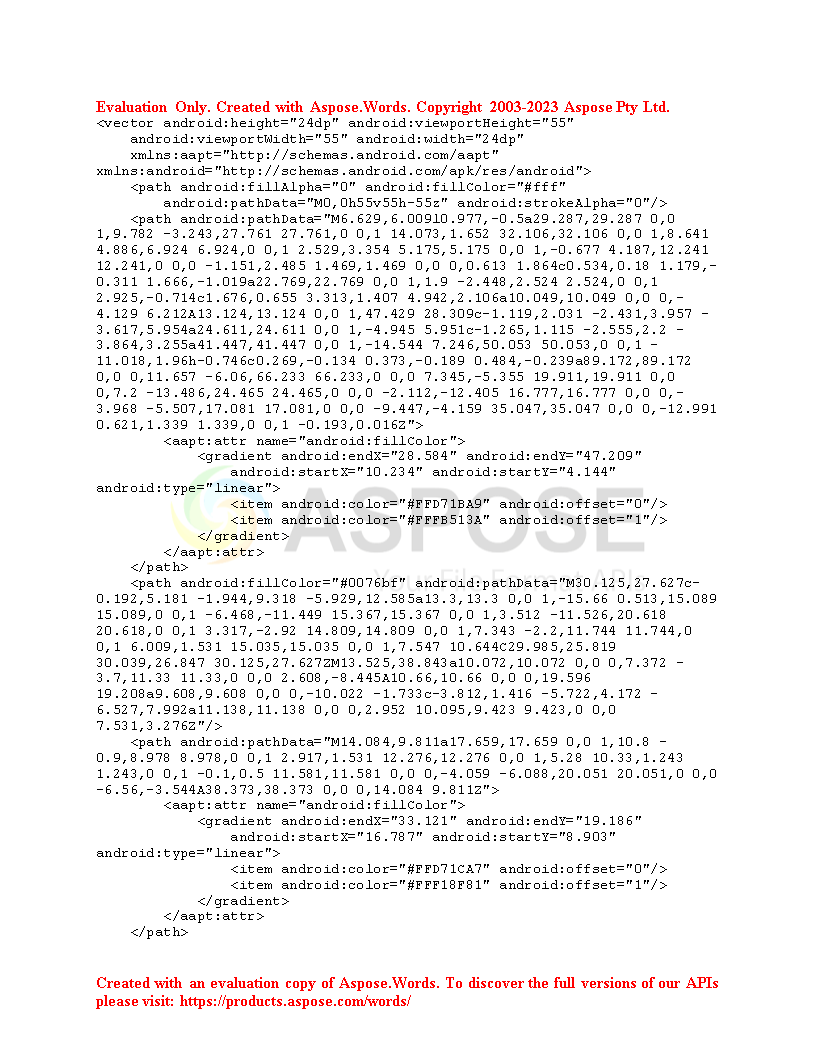 Evaluation Only. Created with Aspose.Words. Copyright 2003-2023 Aspose Pty Ltd.
<vector android:height="24dp" android:viewportHeight="55"
    android:viewportWidth="55" android:width="24dp"
    xmlns:aapt="http://schemas.android.com/aapt"
xmlns:android="http://schemas.android.com/apk/res/android">
    <path android:fillAlpha="0" android:fillColor="#fff"
        android:pathData="M0,0h55v55h-55z" android:strokeAlpha="0"/>
    <path android:pathData="M6.629,6.009l0.977,-0.5a29.287,29.287 0,0
1,9.782 -3.243,27.761 27.761,0 0,1 14.073,1.652 32.106,32.106 0,0 1,8.641
4.886,6.924 6.924,0 0,1 2.529,3.354 5.175,5.175 0,0 1,-0.677 4.187,12.241
12.241,0 0,0 -1.151,2.485 1.469,1.469 0,0 0,0.613 1.864c0.534,0.18 1.179,-
0.311 1.666,-1.019a22.769,22.769 0,0 1,1.9 -2.448,2.524 2.524,0 0,1
2.925,-0.714c1.676,0.655 3.313,1.407 4.942,2.106a10.049,10.049 0,0 0,-
4.129 6.212A13.124,13.124 0,0 1,47.429 28.309c-1.119,2.031 -2.431,3.957 -
3.617,5.954a24.611,24.611 0,0 1,-4.945 5.951c-1.265,1.115 -2.555,2.2 -
3.864,3.255a41.447,41.447 0,0 1,-14.544 7.246,50.053 50.053,0 0,1 -
11.018,1.96h-0.746c0.269,-0.134 0.373,-0.189 0.484,-0.239a89.172,89.172
0,0 0,11.657 -6.06,66.233 66.233,0 0,0 7.345,-5.355 19.911,19.911 0,0
0,7.2 -13.486,24.465 24.465,0 0,0 -2.112,-12.405 16.777,16.777 0,0 0,-
3.968 -5.507,17.081 17.081,0 0,0 -9.447,-4.159 35.047,35.047 0,0 0,-12.991
0.621,1.339 1.339,0 0,1 -0.193,0.016Z">
        <aapt:attr name="android:fillColor">
            <gradient android:endX="28.584" android:endY="47.209"
                android:startX="10.234" android:startY="4.144"
android:type="linear">
                <item android:color="#FFD71BA9" android:offset="0"/>
                <item android:color="#FFFB513A" android:offset="1"/>
            </gradient>
        </aapt:attr>
    </path>
    <path android:fillColor="#0076bf" android:pathData="M30.125,27.627c-
0.192,5.181 -1.944,9.318 -5.929,12.585a13.3,13.3 0,0 1,-15.66 0.513,15.089
15.089,0 0,1 -6.468,-11.449 15.367,15.367 0,0 1,3.512 -11.526,20.618
20.618,0 0,1 3.317,-2.92 14.809,14.809 0,0 1,7.343 -2.2,11.744 11.744,0
0,1 6.009,1.531 15.035,15.035 0,0 1,7.547 10.644C29.985,25.819
30.039,26.847 30.125,27.627ZM13.525,38.843a10.072,10.072 0,0 0,7.372 -
3.7,11.33 11.33,0 0,0 2.608,-8.445A10.66,10.66 0,0 0,19.596
19.208a9.608,9.608 0,0 0,-10.022 -1.733c-3.812,1.416 -5.722,4.172 -
6.527,7.992a11.138,11.138 0,0 0,2.952 10.095,9.423 9.423,0 0,0
7.531,3.276Z"/>
    <path android:pathData="M14.084,9.811a17.659,17.659 0,0 1,10.8 -
0.9,8.978 8.978,0 0,1 2.917,1.531 12.276,12.276 0,0 1,5.28 10.33,1.243
1.243,0 0,1 -0.1,0.5 11.581,11.581 0,0 0,-4.059 -6.088,20.051 20.051,0 0,0
-6.56,-3.544A38.373,38.373 0,0 0,14.084 9.811Z">
        <aapt:attr name="android:fillColor">
            <gradient android:endX="33.121" android:endY="19.186"
                android:startX="16.787" android:startY="8.903"
android:type="linear">
                <item android:color="#FFD71CA7" android:offset="0"/>
                <item android:color="#FFF18F81" android:offset="1"/>
            </gradient>
        </aapt:attr>
    </path>
ASPOSE
Your File Format API
Created with an evaluation copy of Aspose.Words. To discover the full versions of our APIs
please visit: https://products.aspose.com/words/